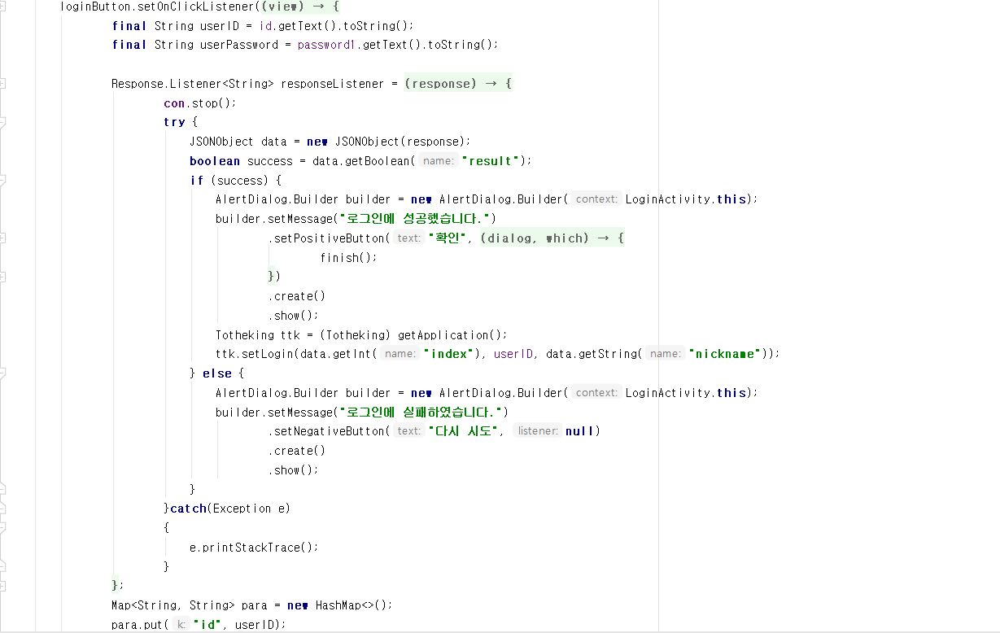 loginButton.setOnClickListener((view) → {
final String userID = id.getText().toString();
final String userPassword = password1.getText().toString();
Response.Listener<String> responseListener = (response) → {
con.stop();
try {
JSONObject data = new JSONObject(response);
boolean success = data.getBoolean( name: "result");
if (success) {
AlertDialog.Builder builder = new AlertDialog.Builder( context: LoginActivity.this);
builder.setMessage("로그인에 성공했습니다.")
.setPositiveButton( text: "확인", (dialog, which) → {
finish();
})
.create()
.show();
Totheking ttk = (Totheking) getApplication();
ttk.setLogin(data.getInt( name: "index"), userID, data.getString( name: "nickname"));
} else {
AlertDialog.Builder builder = new AlertDialog.Builder( context: LoginActivity.this);
builder.setMessage("로그인에 실패하였습니다.")
.setNegativeButton( text: "다시 시도", listener: null)
.create()
.show();
}
}catch(Exception e)
{
e.printStackTrace();
}
};
Map<String, String> para = new HashMap<>();
para.put( k: "id", userID);